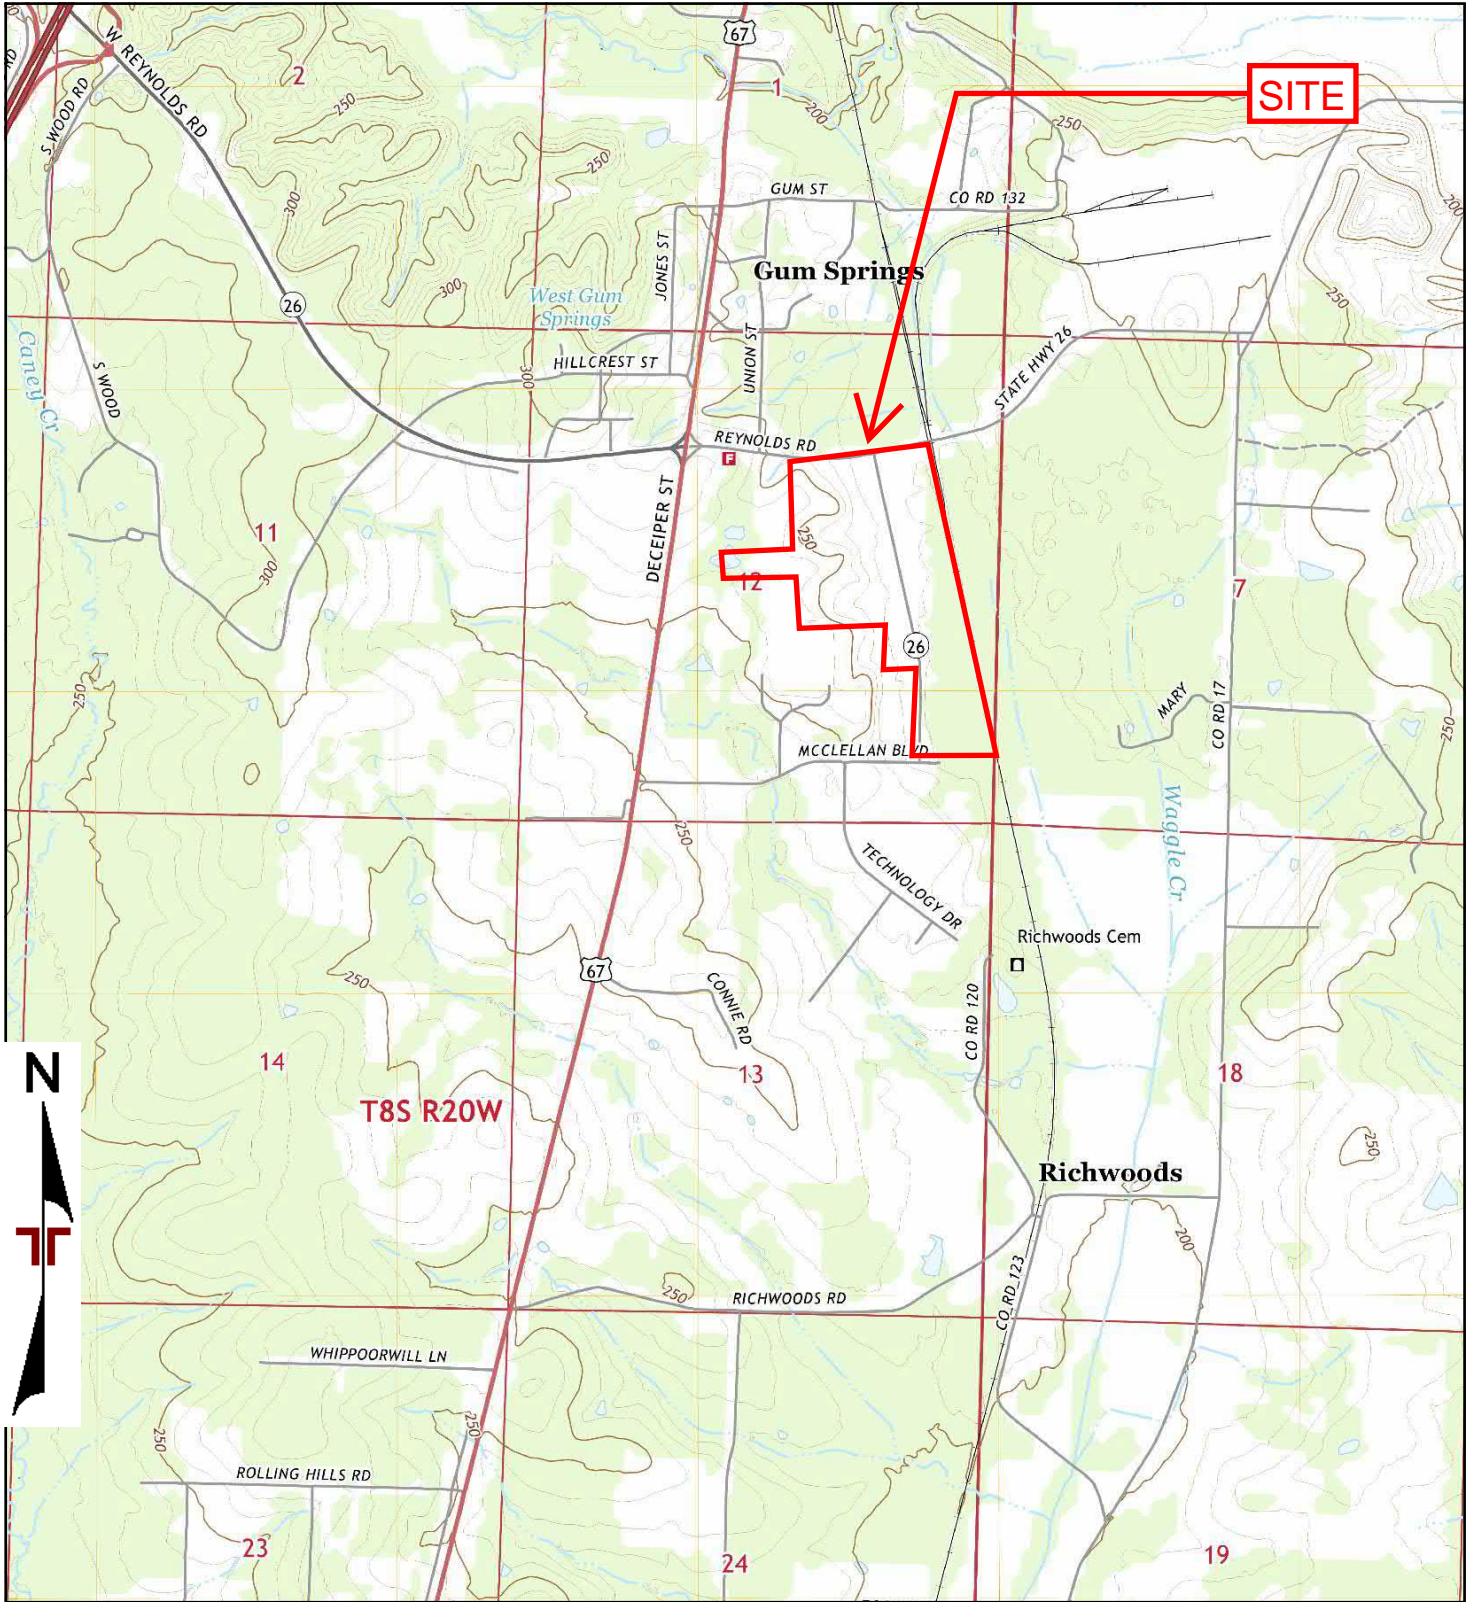 67
RD
W REYNOLDS RD
2
1
SITE
250
200
250
S WOOD RD
250
300
GUM ST
CO RD 132
200
JONES ST
Gum Springs
300
West Gum
Springs
26
250
Caney Cr
UNION ST
STATE HWY 26
HILLCREST ST
300
S WOOD
REYNOLDS RD
F
DECEIPER ST
11
250
300
12
7
26
250
MARY
CO RD 17
250
MCCLELLAN BLVD
250
Waggle Cr
TECHNOLOGY DR
Richwoods Cem
67
250
CONNIE RD
CO RD 120
250
N
14
13
18
T8S R20W
250
Richwoods
200
250
RICHWOODS RD
CO RD 123
WHIPPOORWILL LN
250
250
ROLLING HILLS RD
23
24
19